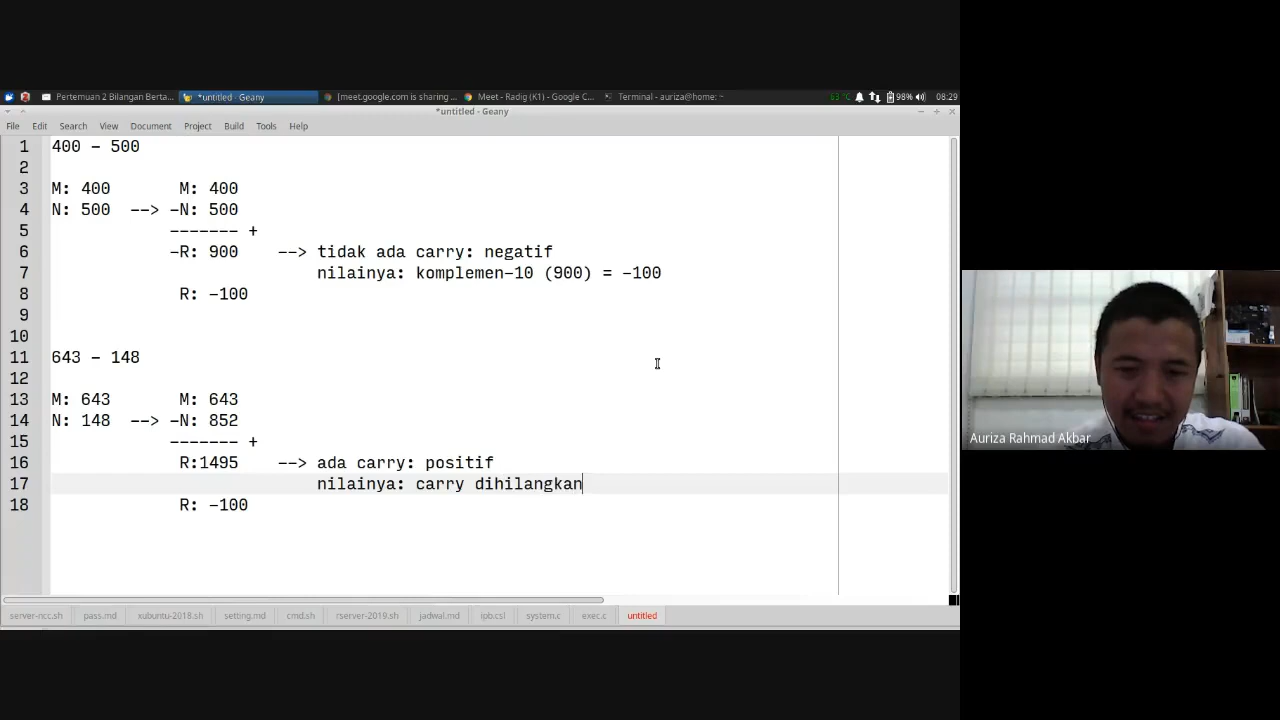 Pertemuan 2 Bilangan Berta...
*untitled - Geany
[meet.google.com is sharing ...
Meet - Radig (K1) - Google C...
Terminal - auriza@home: ~
63 °C
98%
08:29
*untitled - Geany
File Edit Search View Document Project Build Tools Help
1 400 - 500
2
3 M: 400 M: 400
4 N: 500 --> -N: 500
5 ------- +
6 -R: 900 --> tidak ada carry: negatif
7 nilainya: komplemen-10 (900) = -100
8 R: -100
9
10
11 643 - 148
12
13 M: 643 M: 643
14 N: 148 --> -N: 852
15 ------- +
16 R:1495 --> ada carry: positif
17 nilainya: carry dihilangkan
18 R: -100
server-ncc.sh pass.md xubuntu-2018.sh setting.md cmd.sh rserver-2019.sh jadwal.md ipb.csl system.c exec.c untitled
Auriza Rahmad Akbar